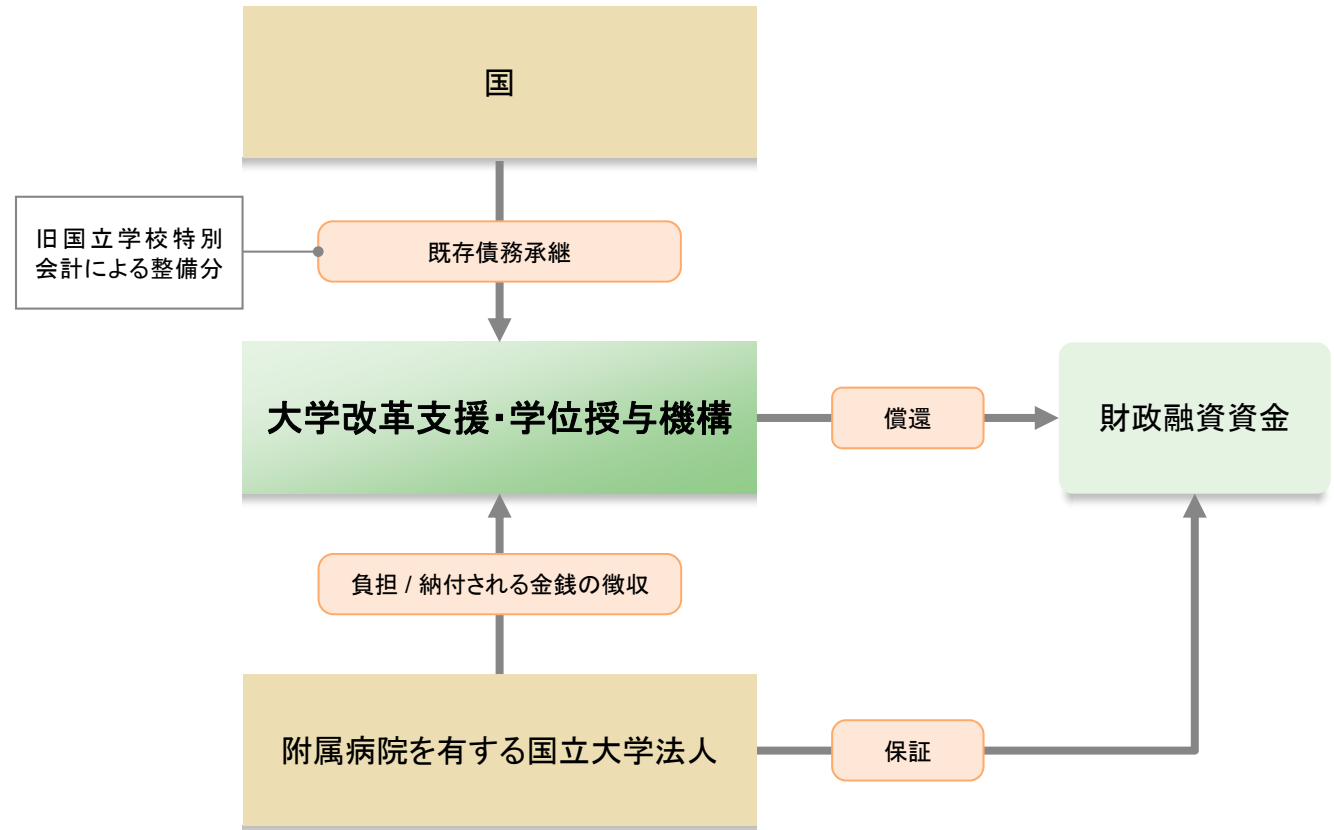 国
旧国立学校特別
会計による整備分
既存債務承継
大学改革支援・学位授与機構
償還
財政融資資金
負担 / 納付される金銭の徴収
附属病院を有する国立大学法人
保証